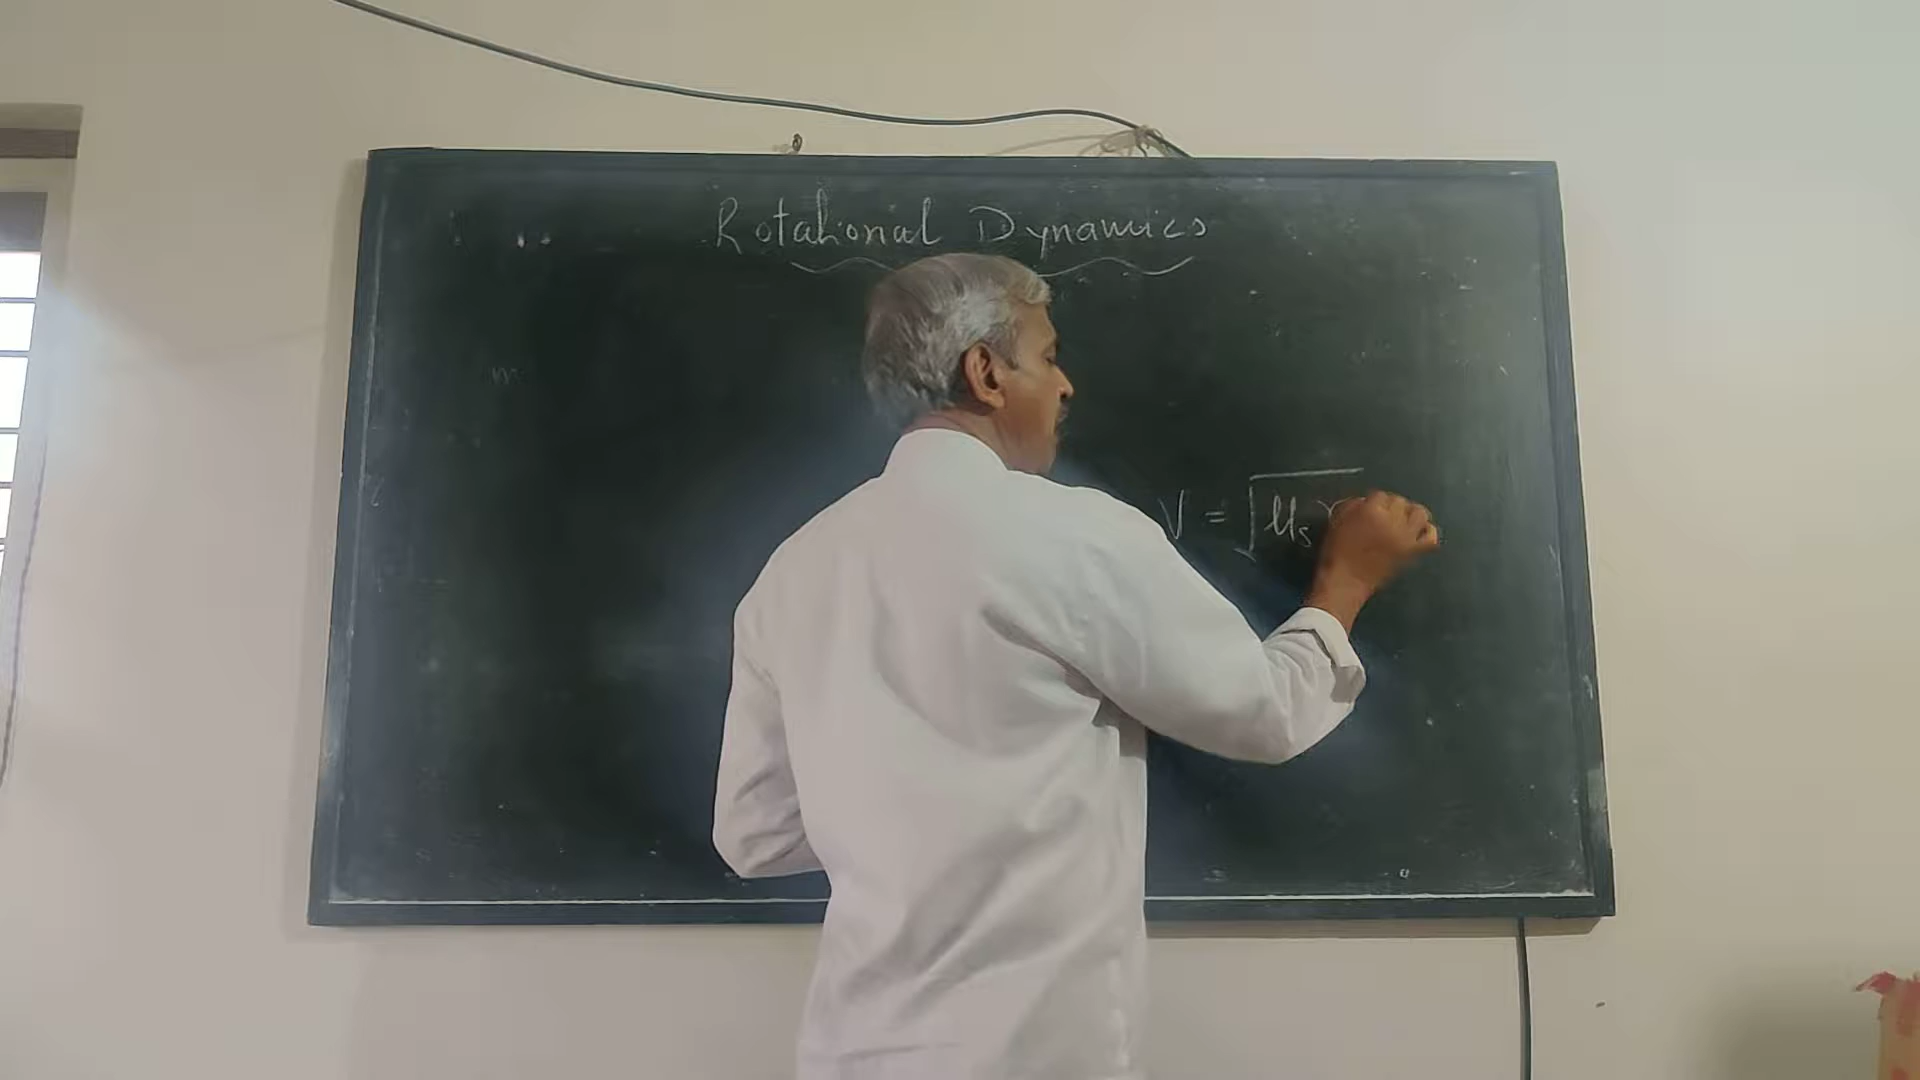 Rotational Dynamics
m
V = √μs r